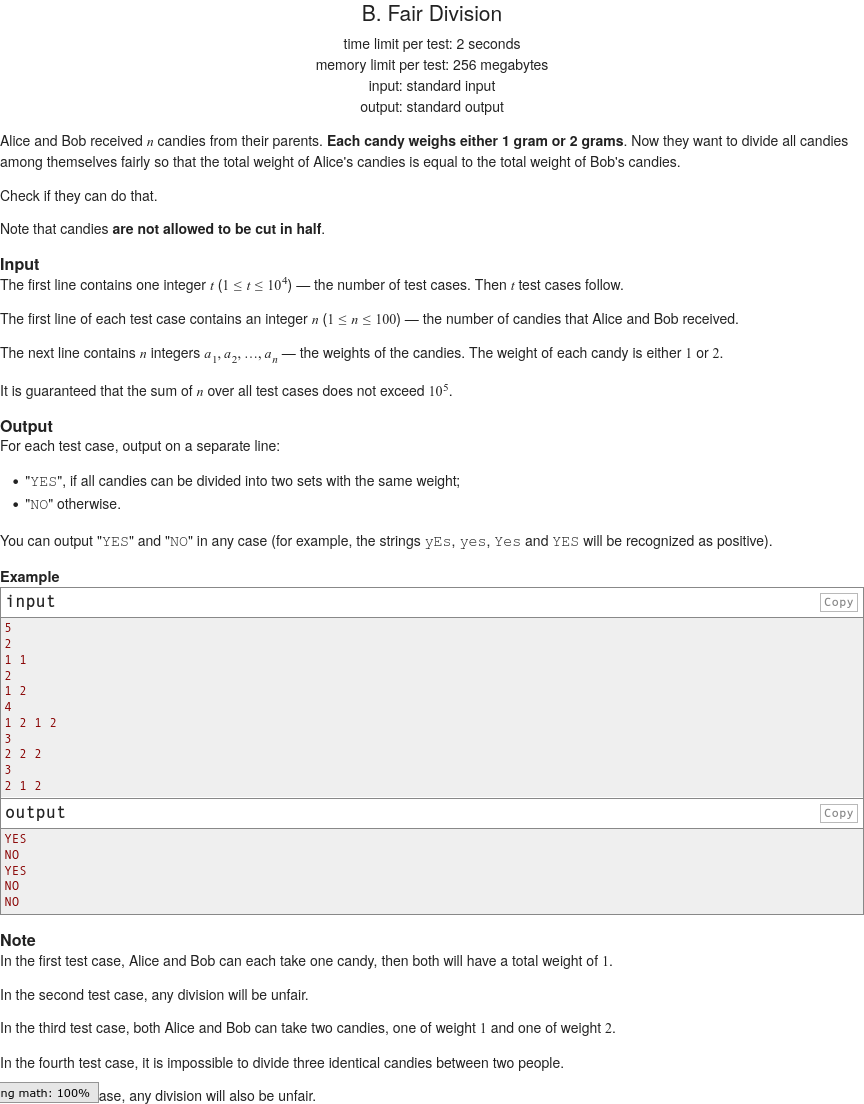 B. Fair Division
time limit per test: 2 seconds
memory limit per test: 256 megabytes
input: standard input
output: standard output
Alice and Bob received n candies from their parents. Each candy weighs either 1 gram or 2 grams. Now they want to divide all candies
among themselves fairly so that the total weight of Alice's candies is equal to the total weight of Bob's candies.
Check if they can do that.
Note that candies are not allowed to be cut in half.
Input
The first line contains one integer t (1 ≤ t ≤ 10^4) — the number of test cases. Then t test cases follow.
The first line of each test case contains an integer n (1 ≤ n ≤ 100) — the number of candies that Alice and Bob received.
The next line contains n integers a_1, a_2, …, a_n — the weights of the candies. The weight of each candy is either 1 or 2.
It is guaranteed that the sum of n over all test cases does not exceed 10^5.
Output
For each test case, output on a separate line:
• "YES", if all candies can be divided into two sets with the same weight;
• "NO" otherwise.
You can output "YES" and "NO" in any case (for example, the strings yEs, yes, Yes and YES will be recognized as positive).
Example
input Copy
5
2
1 1
2
1 2
4
1 2 1 2
3
2 2 2
3
2 1 2
output Copy
YES
NO
YES
NO
NO
Note
In the first test case, Alice and Bob can each take one candy, then both will have a total weight of 1.
In the second test case, any division will be unfair.
In the third test case, both Alice and Bob can take two candies, one of weight 1 and one of weight 2.
In the fourth test case, it is impossible to divide three identical candies between two people.
ng math: 100% ase, any division will also be unfair.